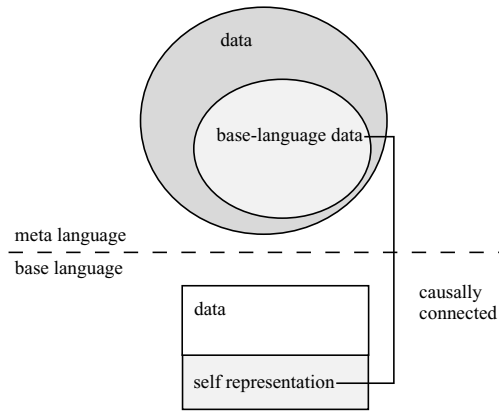 data
base-language data
meta language
base language
causally
connected
data
self representation